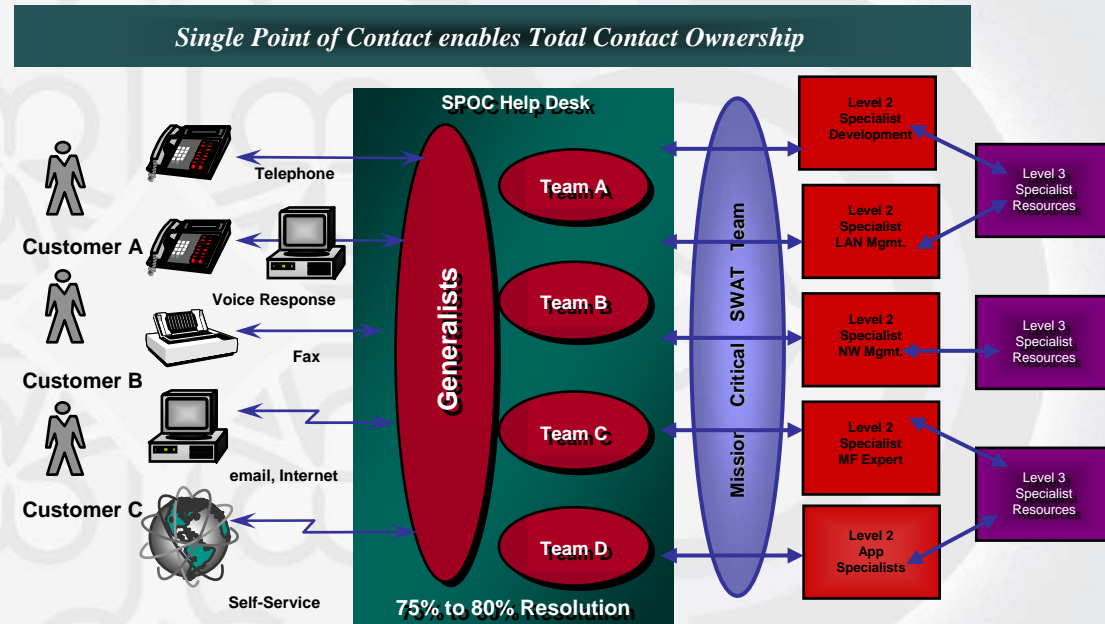 Single Point of Contact enables Total Contact Ownership
SPOC Help Desk
Telephone
Customer A
Voice Response
Fax
Customer B
email, Internet
Customer C
Self-Service
Generalists
Team A
Team B
Team C
Team D
75% to 80% Resolution
Mission Critical SWAT Team
Level 2
Specialist
Development
Level 2
Specialist
LAN Mgmt.
Level 2
Specialist
NW Mgmt.
Level 2
Specialist
MF Expert
Level 2
App
Specialists
Level 3
Specialist
Resources
Level 3
Specialist
Resources
Level 3
Specialist
Resources